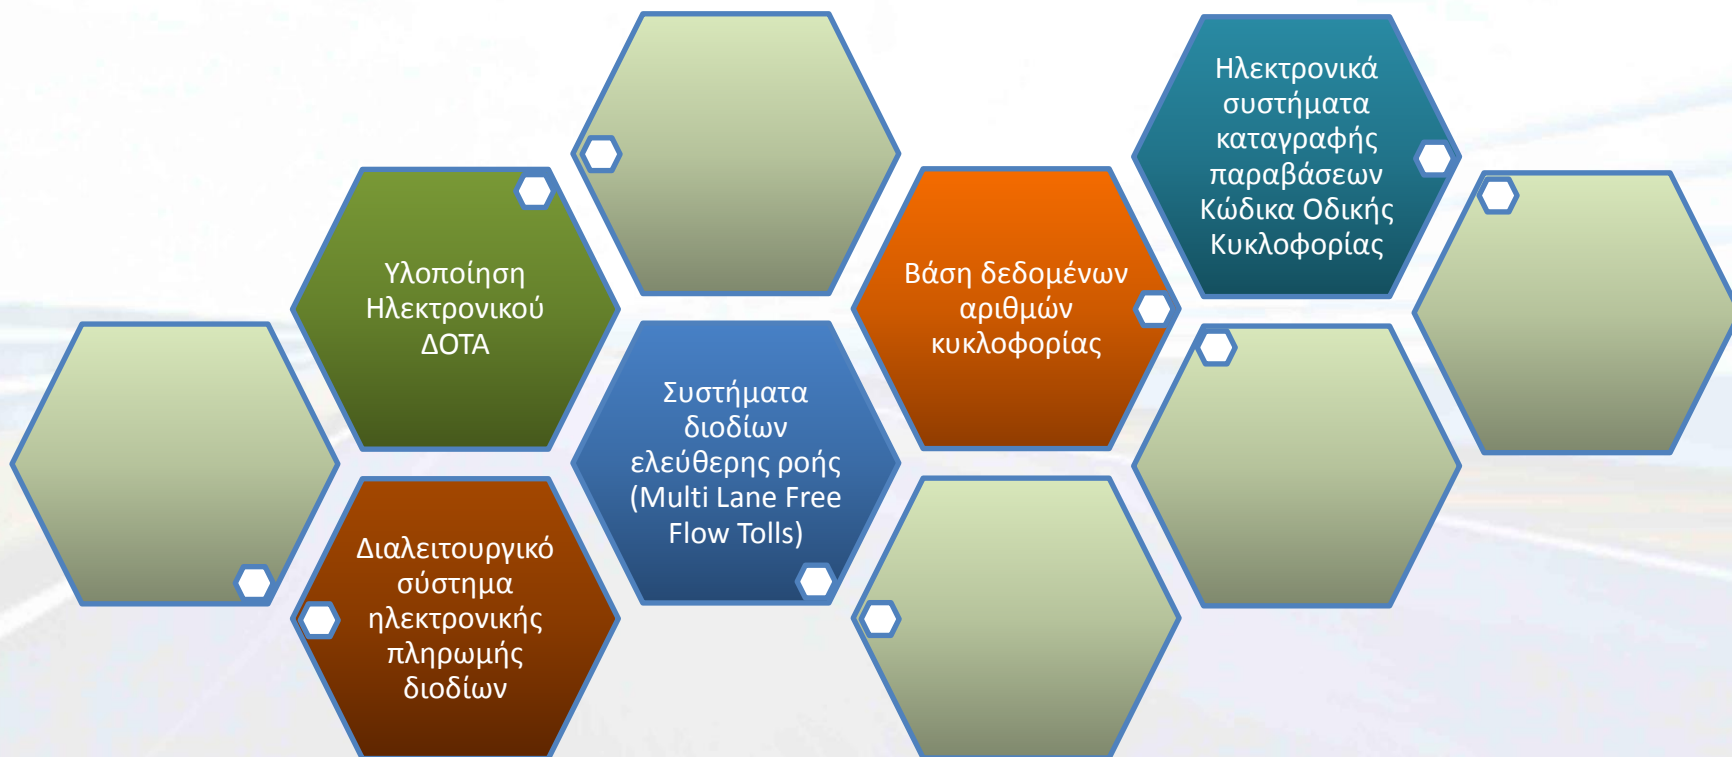 Υλοποίηση
Ηλεκτρονικού
ΔΟΤΑ
Διαλειτουργικό
σύστημα
ηλεκτρονικής
πληρωμής
διοδίων
Συστήματα
διοδίων
ελεύθερης ροής
(Multi Lane Free
Flow Tolls)
Βάση δεδομένων
αριθμών
κυκλοφορίας
Ηλεκτρονικά
συστήματα
καταγραφής
παραβάσεων
Κώδικα Οδικής
Κυκλοφορίας